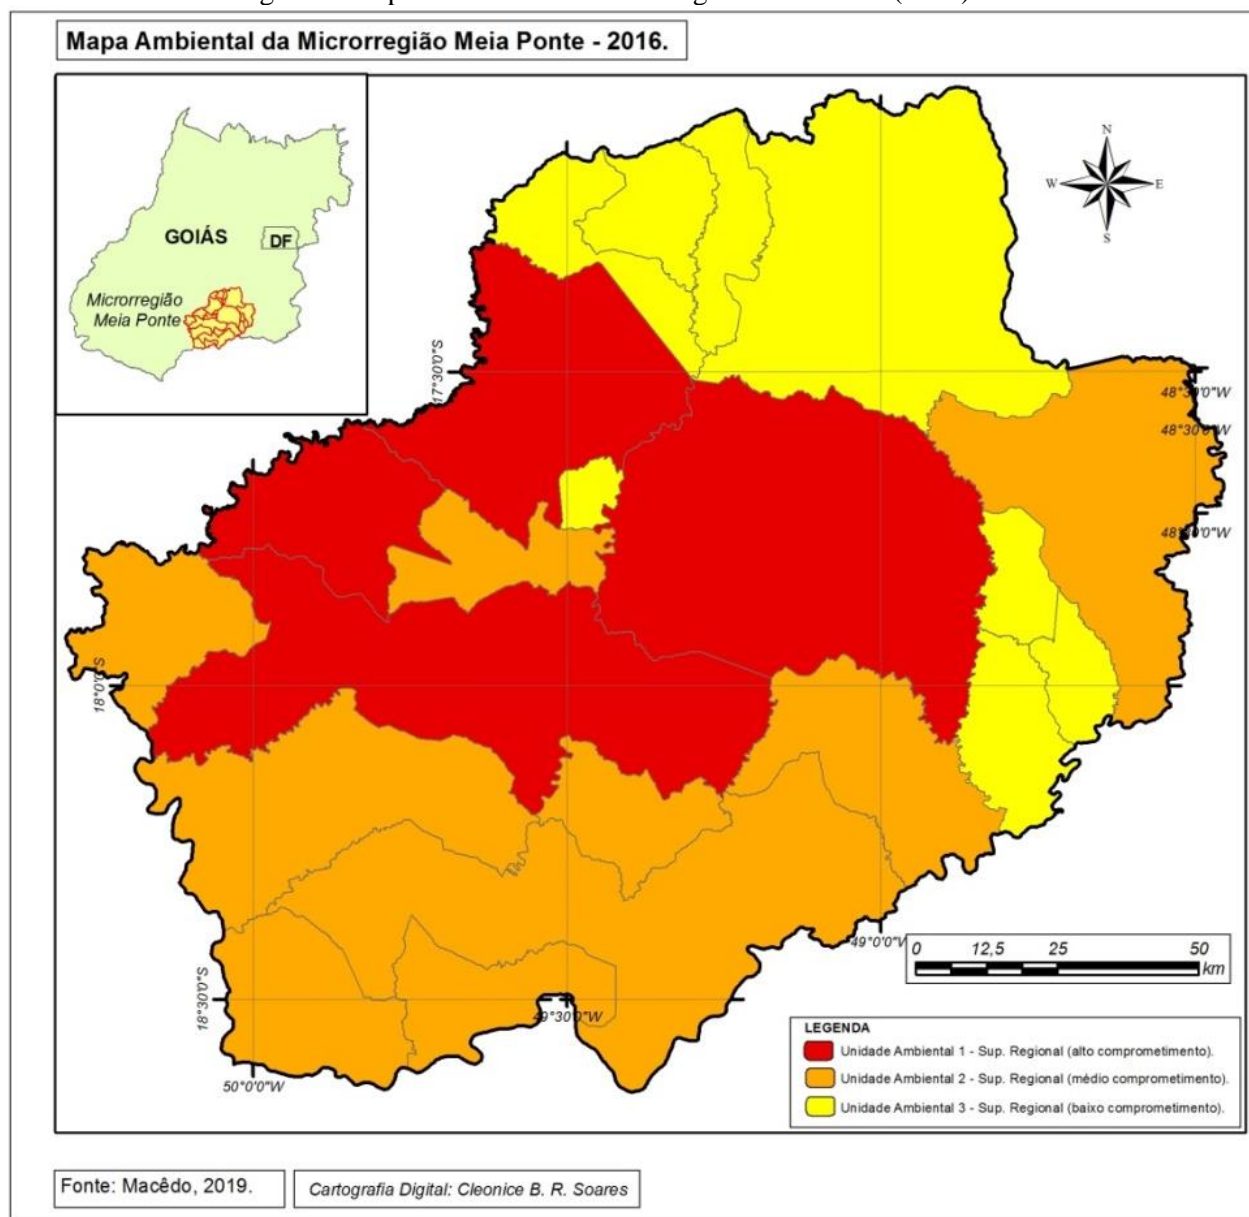 Mapa Ambiental da Microrregião Meia Ponte - 2016.
GOIÁS
DF
Microrregião
Meia Ponte
N
W
E
S
17°30'0"S
48°30'0"W
48°30'0"W
48°30'0"W
18°0'0"S
49°0'0"W
0 12,5 25 50
km
18°30'0"S
49°30'0"W
50°0'0"W
LEGENDA
Unidade Ambiental 1 - Sup. Regional (alto comprometimento).
Unidade Ambiental 2 - Sup. Regional (médio comprometimento).
Unidade Ambiental 3 - Sup. Regional (baixo comprometimento).
Fonte: Macêdo, 2019.
Cartografia Digital: Cleonice B. R. Soares